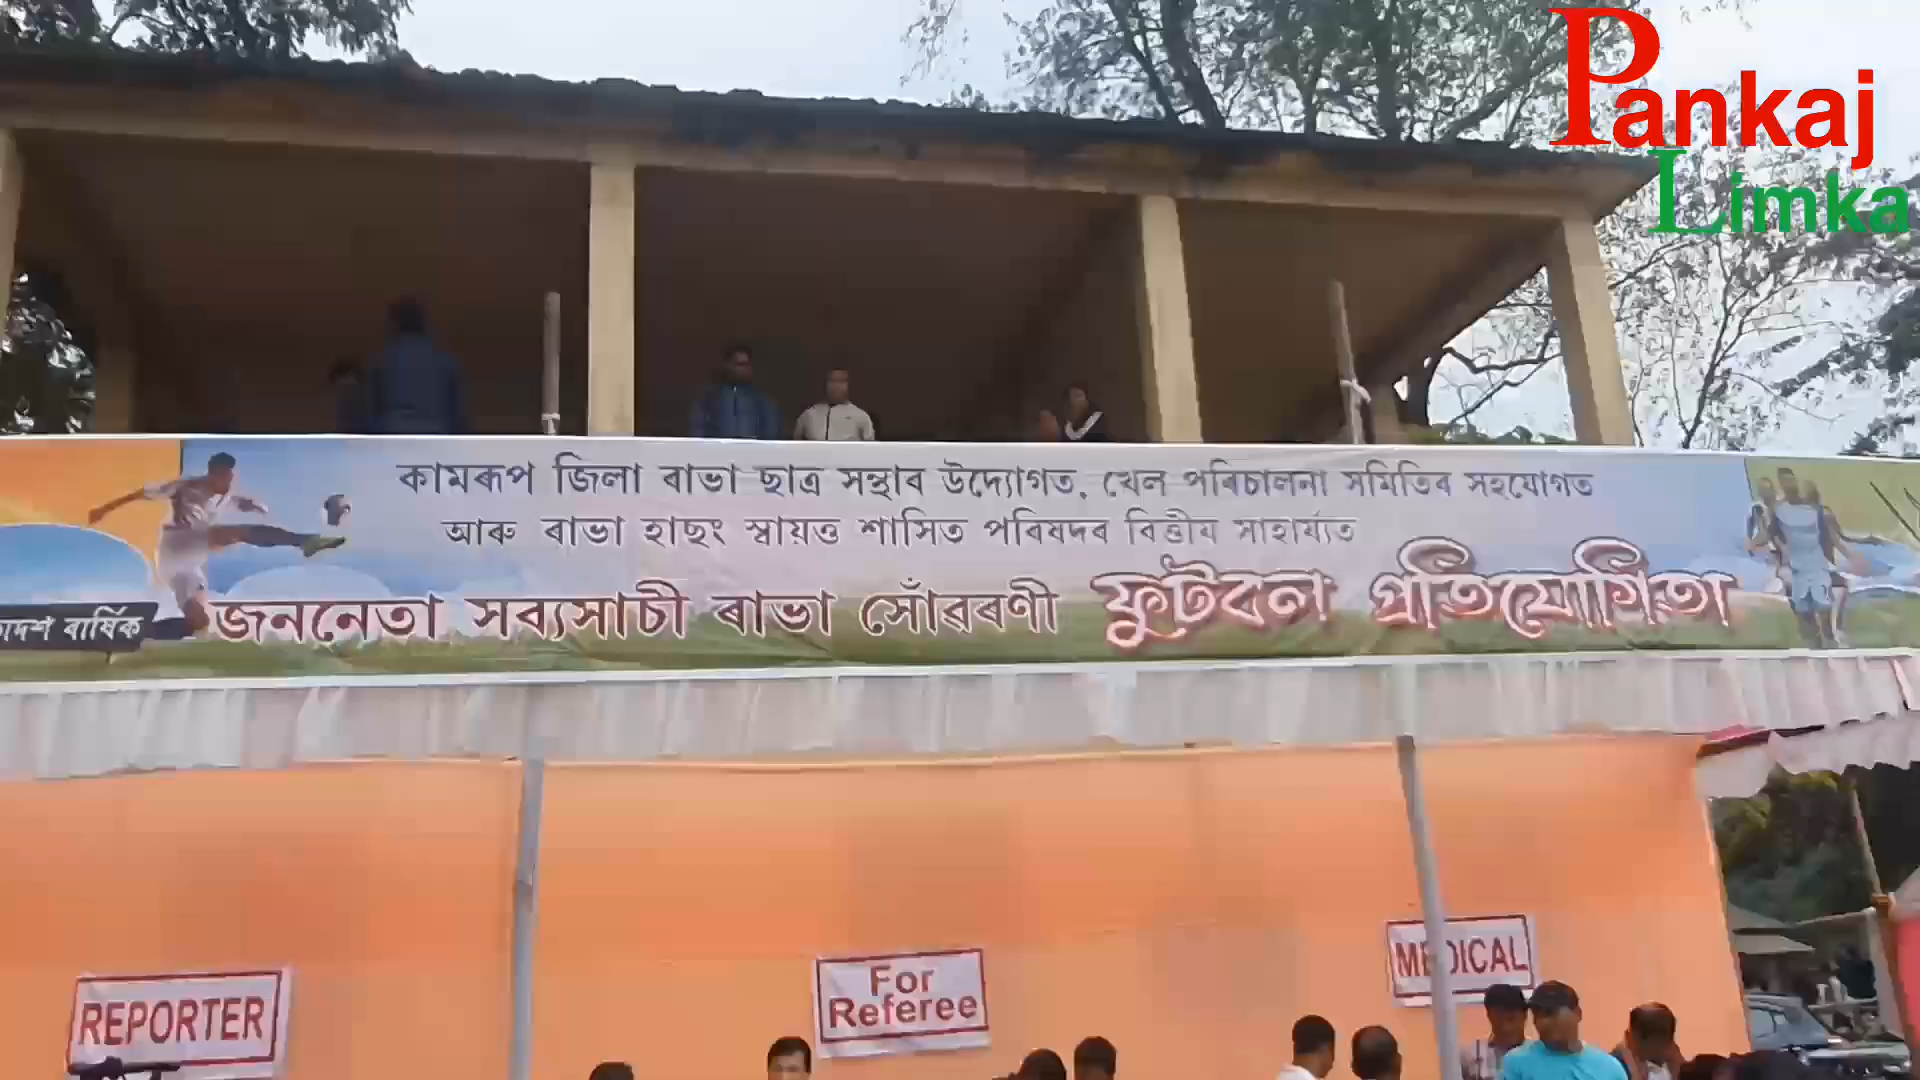 Pankaj
Limka
কামৰূপ জিলা ৰাভা ছাত্ৰ সন্থাৰ উদ্যোগত, খেল পৰিচালনা সমিতিৰ সহযোগত
আৰু ৰাভা হাছং স্বায়ত্ত শাসিত পৰিষদৰ বিত্তীয় সাহাৰ্য্যত
বাৰ্ষিক
জননেতা সব্যসাচী ৰাভা সোঁৱৰণী ফুটবল প্ৰতিযোগিতা
REPORTER
For
Referee
MEDICAL